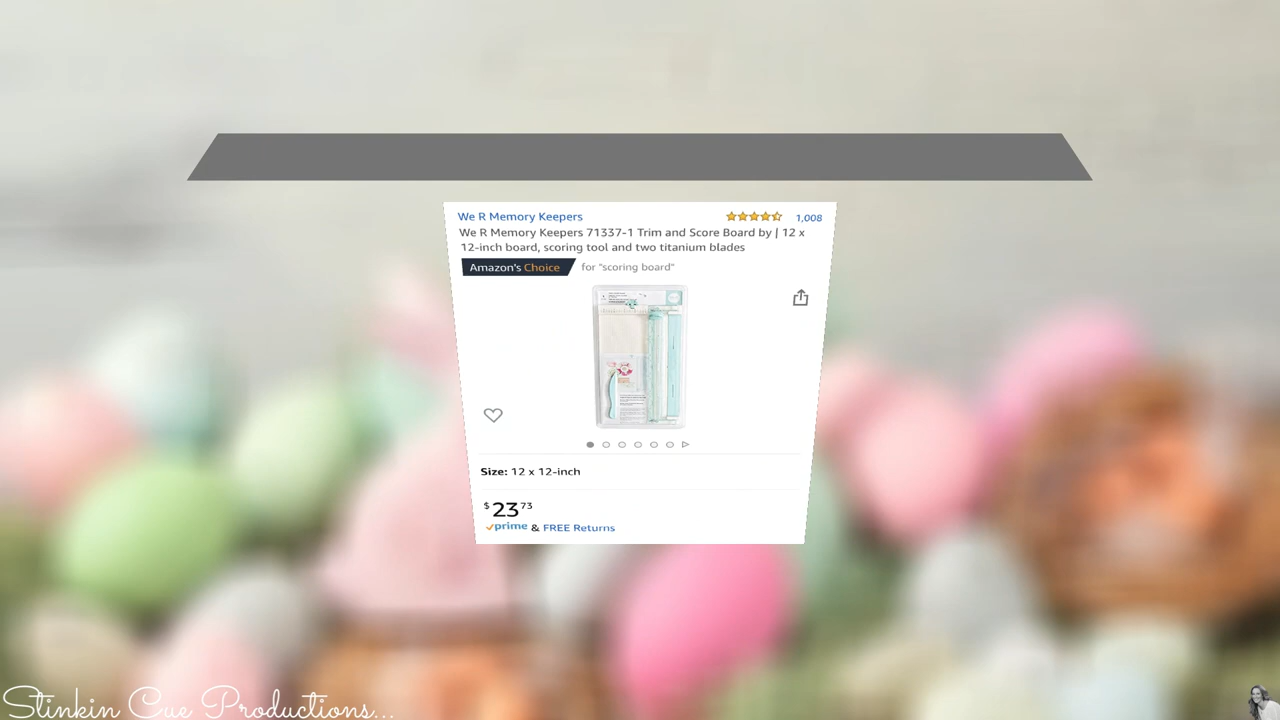 We R Memory Keepers 1,008
We R Memory Keepers 71337-1 Trim and Score Board by | 12 x
12-inch board, scoring tool and two titanium blades
Amazon's Choice for "scoring board"
Size: 12 x 12-inch
$23 73
prime & FREE Returns
Stinkin Cue Productions...